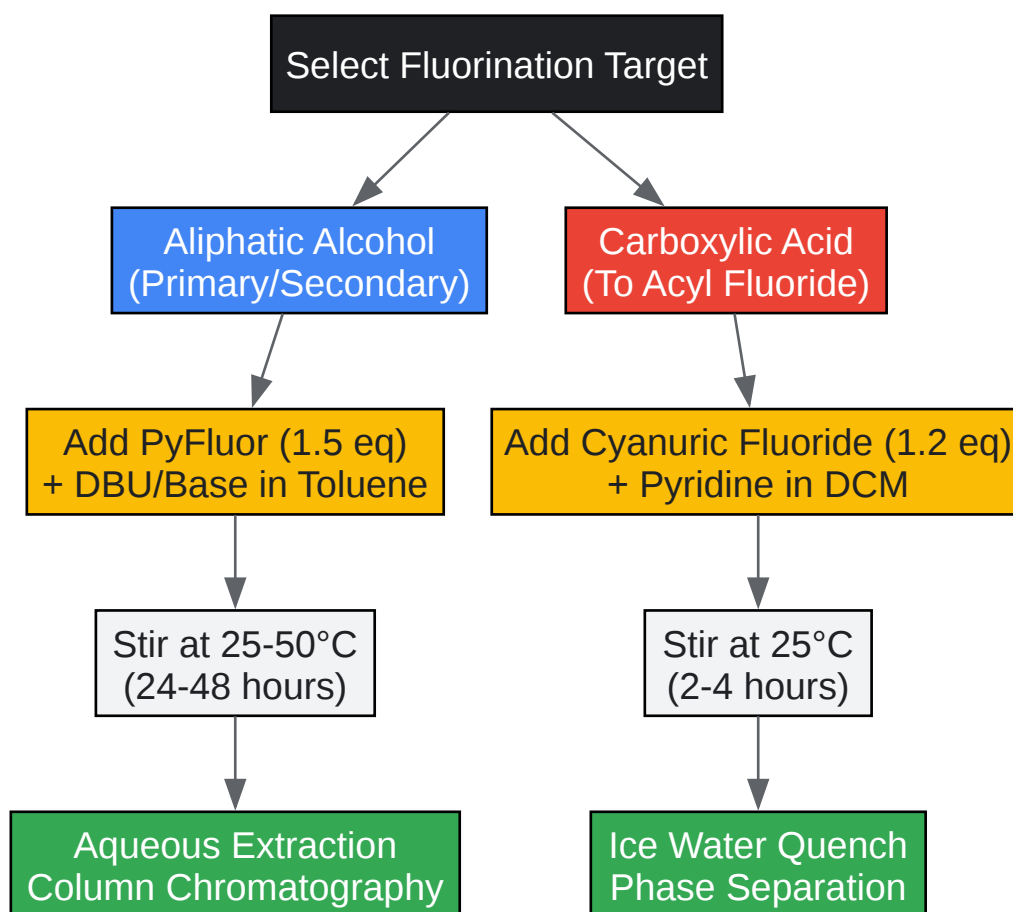 Select Fluorination Target
Aliphatic Alcohol
(Primary/Secondary)
Carboxylic Acid
(To Acyl Fluoride)
Add PyFluor (1.5 eq)
+ DBU/Base in Toluene
Add Cyanuric Fluoride (1.2 eq)
+ Pyridine in DCM
Stir at 25-50°C
(24-48 hours)
Stir at 25°C
(2-4 hours)
Aqueous Extraction
Column Chromatography
Ice Water Quench
Phase Separation